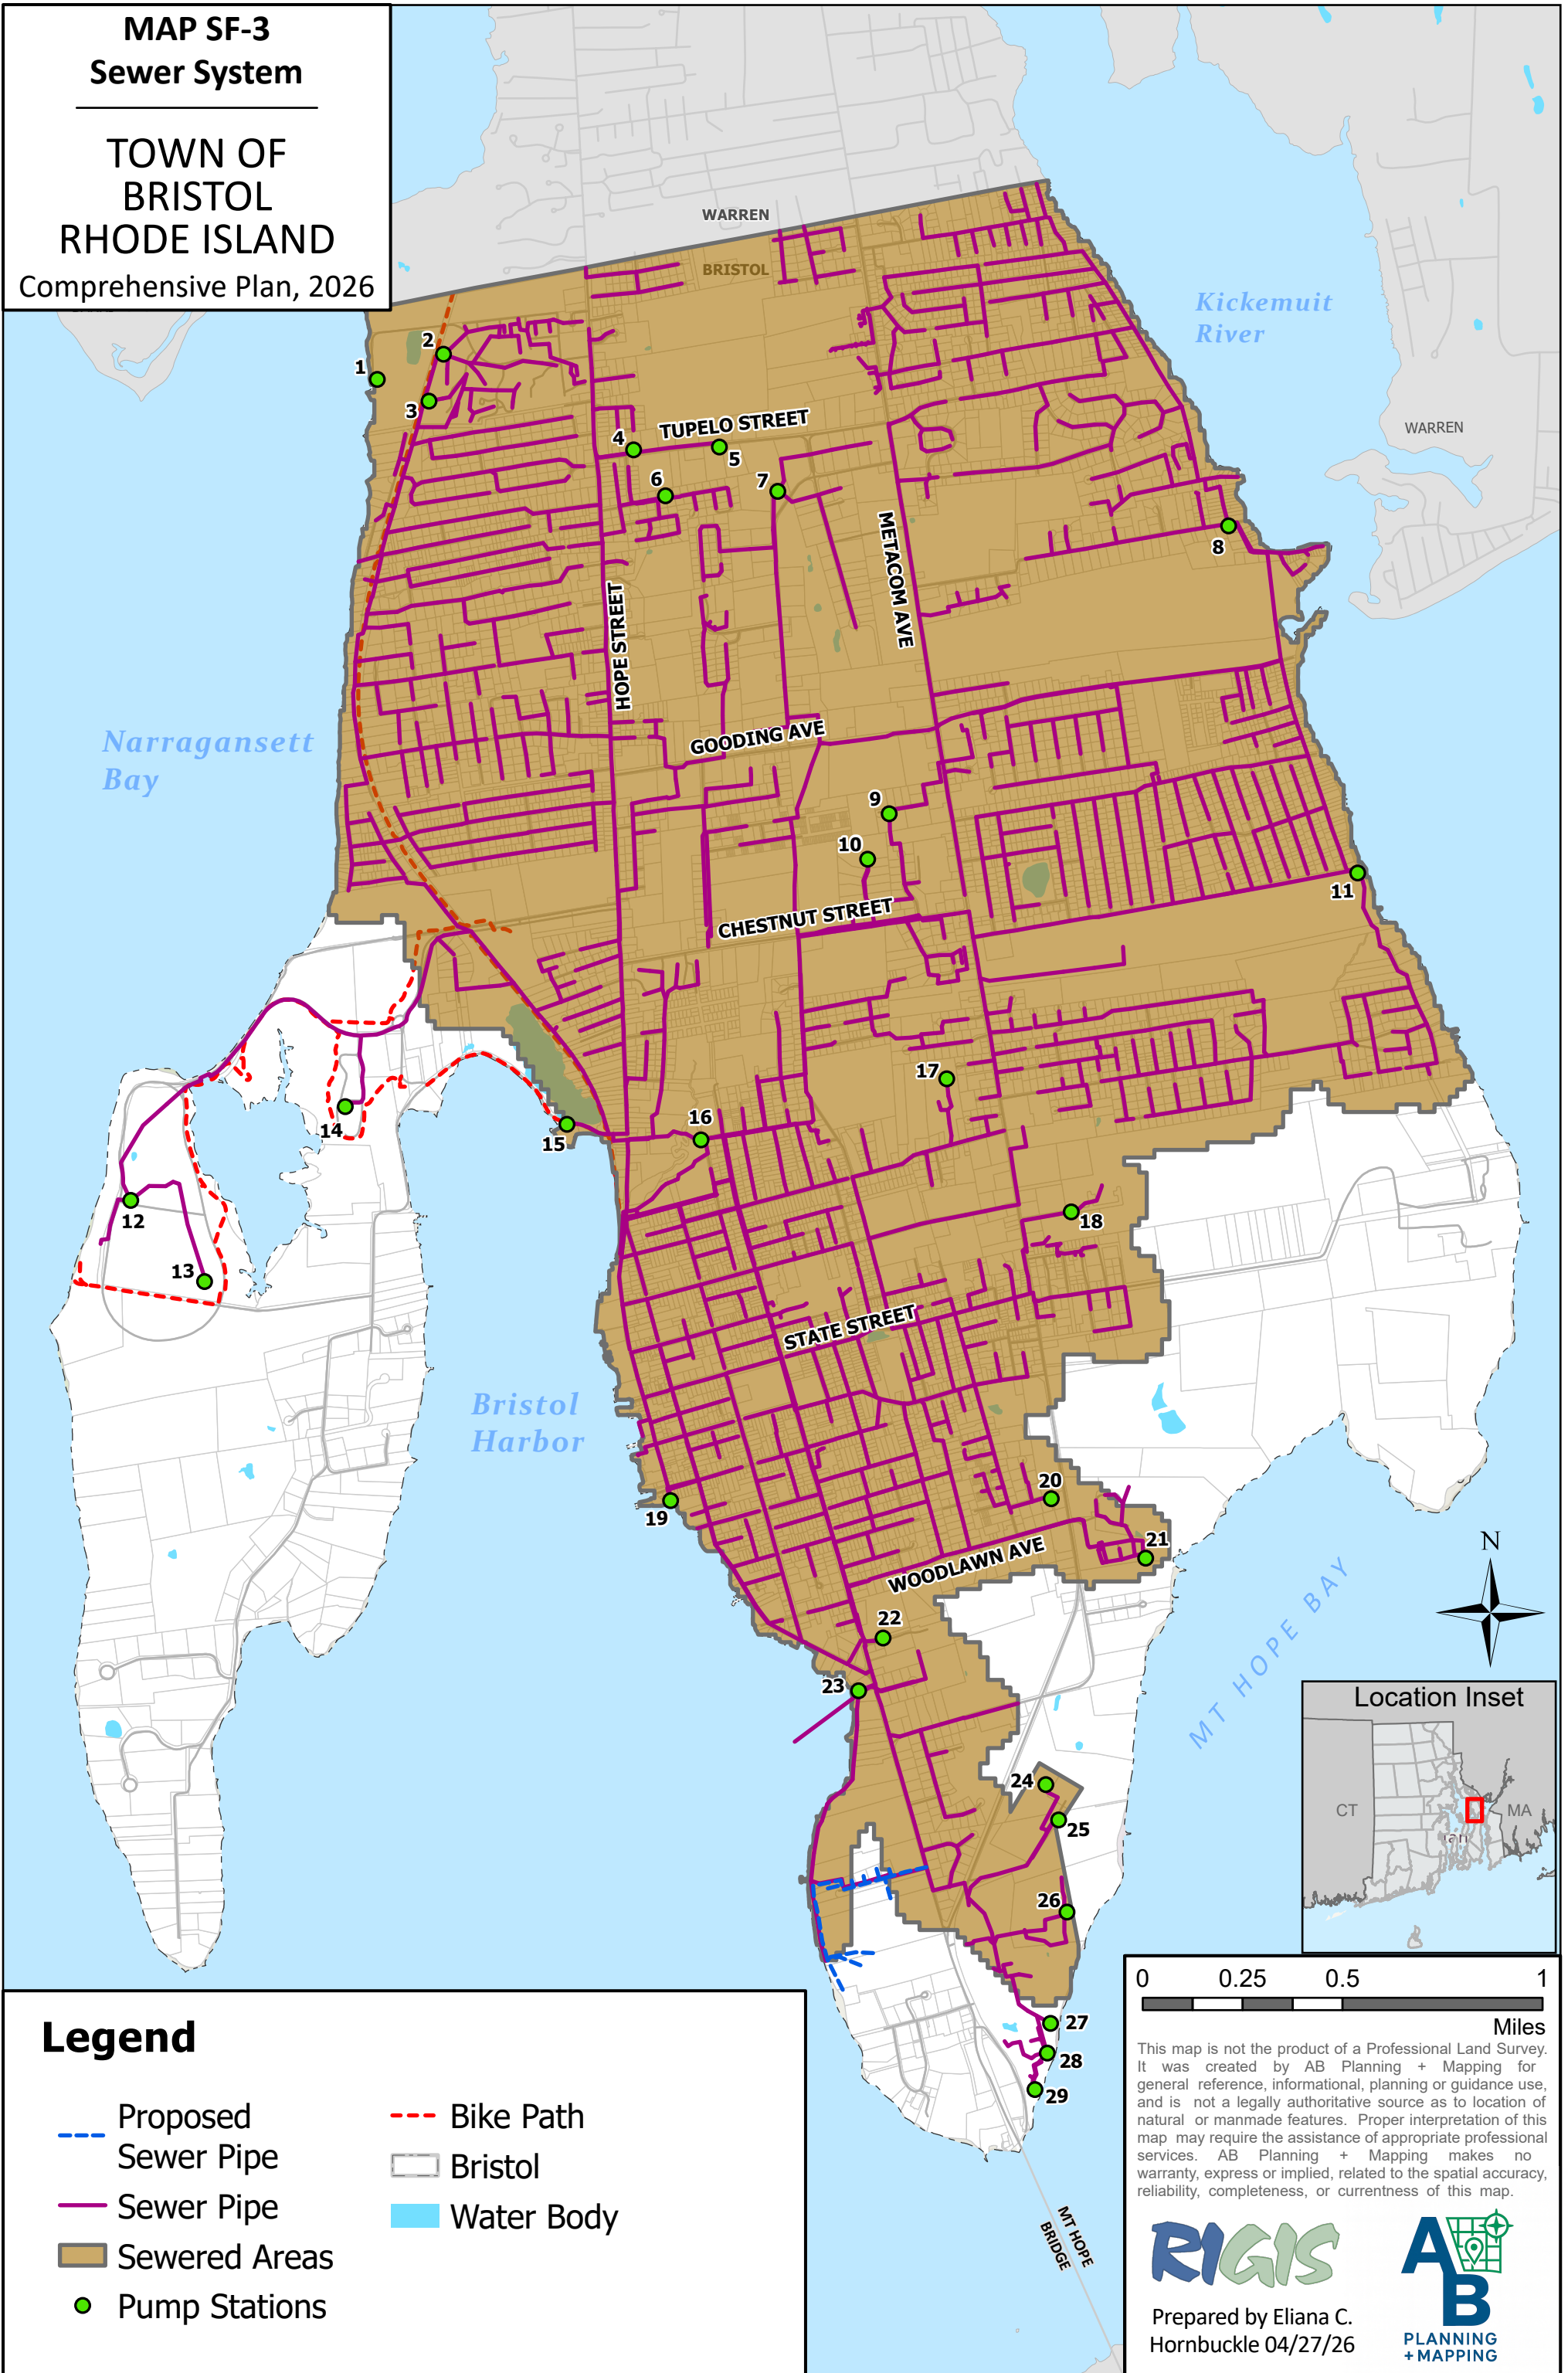 MAP SF-3
Sewer System
TOWN OF
BRISTOL
RHODE ISLAND
Comprehensive Plan, 2026
WARREN
BRISTOL
Kickemuit
River
WARREN
1
2
3
4
TUPELO STREET
5
6
7
8
METACOM AVE
HOPE STREET
Narragansett
Bay
GOODING AVE
9
10
11
CHESTNUT STREET
12
13
14
15
16
17
18
STATE STREET
Bristol
Harbor
19
20
21
WOODLAWN AVE
22
23
MT HOPE BAY
24
25
26
27
28
29
MT HOPE
BRIDGE
N
Location Inset
CT
MA
an
0 0.25 0.5 1
Miles
This map is not the product of a Professional Land Survey.
It was created by AB Planning + Mapping for
general reference, informational, planning or guidance use,
and is not a legally authoritative source as to location of
natural or manmade features. Proper interpretation of this
map may require the assistance of appropriate professional
services. AB Planning + Mapping makes no
warranty, express or implied, related to the spatial accuracy,
reliability, completeness, or currentness of this map.
RIGIS
Prepared by Eliana C.
Hornbuckle 04/27/26
AB
PLANNING
+MAPPING
Legend
Proposed
Sewer Pipe
Sewer Pipe
Sewered Areas
Pump Stations
Bike Path
Bristol
Water Body